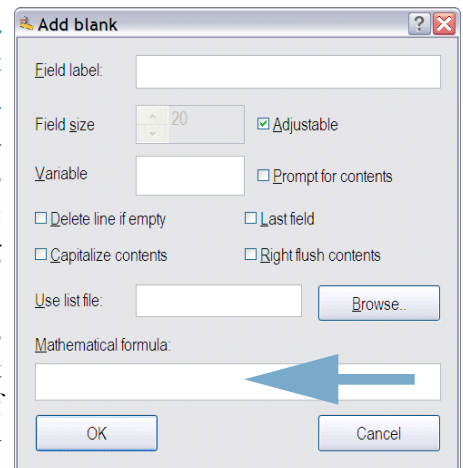 Add blank
Field label:
Field size 20 Adjustable
Variable Prompt for contents
Delete line if empty Last field
Capitalize contents Right flush contents
Use list file: Browse..
Mathematical formula:
OK Cancel